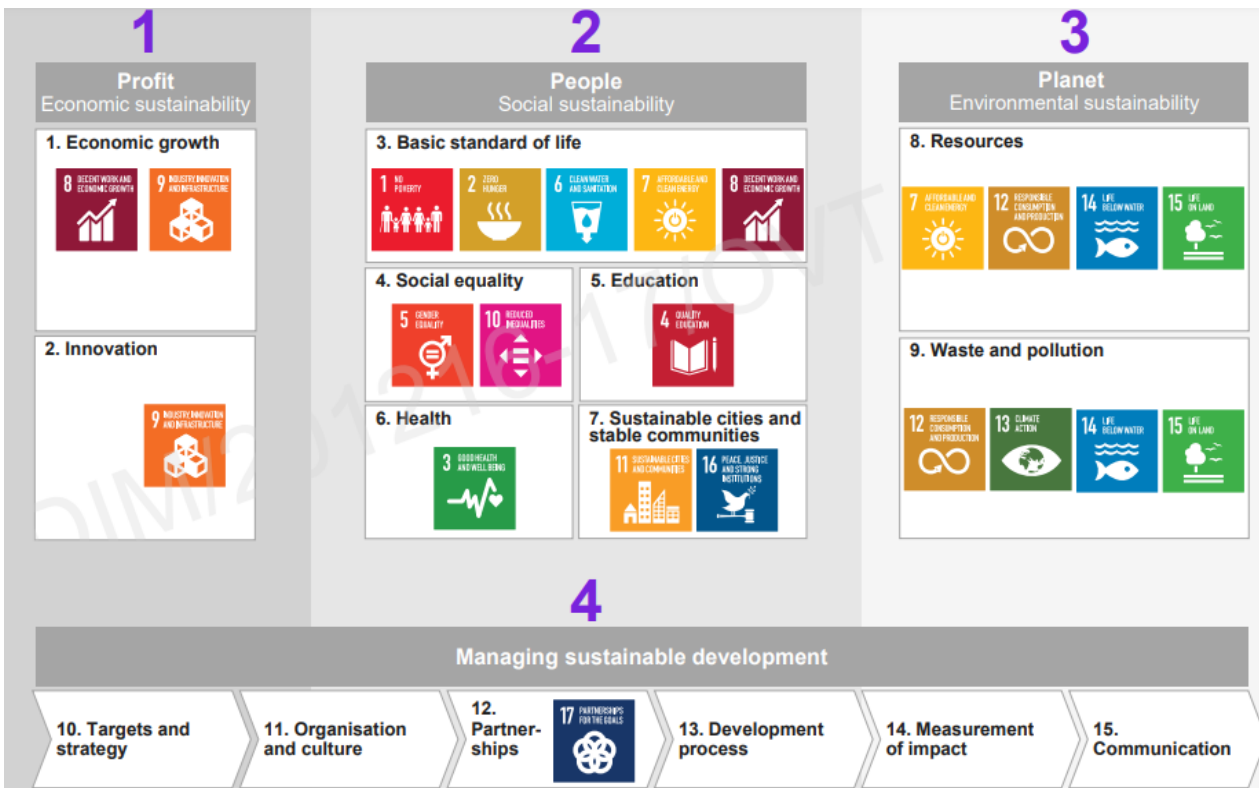 1
2
3
Profit
Economic sustainability
People
Social sustainability
Planet
Environmental sustainability
1. Economic growth
8 DECENT WORK AND
ECONOMIC GROWTH
9 INDUSTRY, INNOVATION
AND INFRASTRUCTURE
2. Innovation
9 INDUSTRY, INNOVATION
AND INFRASTRUCTURE
3. Basic standard of life
1 NO
POVERTY
2 ZERO
HUNGER
6 CLEAN WATER
AND SANITATION
7 AFFORDABLE AND
CLEAN ENERGY
8 DECENT WORK AND
ECONOMIC GROWTH
4. Social equality
5 GENDER
EQUALITY
10 REDUCED
INEQUALITIES
5. Education
4 QUALITY
EDUCATION
6. Health
3 GOOD HEALTH
AND WELL BEING
7. Sustainable cities and
stable communities
11 SUSTAINABLE CITIES
AND COMMUNITIES
16 PEACE, JUSTICE
AND STRONG
INSTITUTIONS
8. Resources
7 AFFORDABLE AND
CLEAN ENERGY
12 RESPONSIBLE
CONSUMPTION
AND PRODUCTION
14 LIFE
BELOW WATER
15 LIFE
ON LAND
9. Waste and pollution
12 RESPONSIBLE
CONSUMPTION
AND PRODUCTION
13 CLIMATE
ACTION
14 LIFE
BELOW WATER
15 LIFE
ON LAND
DIM/201216-17/OVT
4
Managing sustainable development
10. Targets and
strategy
11. Organisation
and culture
12.
Partner-
ships
17 PARTNERSHIPS
FOR THE GOALS
13. Development
process
14. Measurement
of impact
15.
Communication